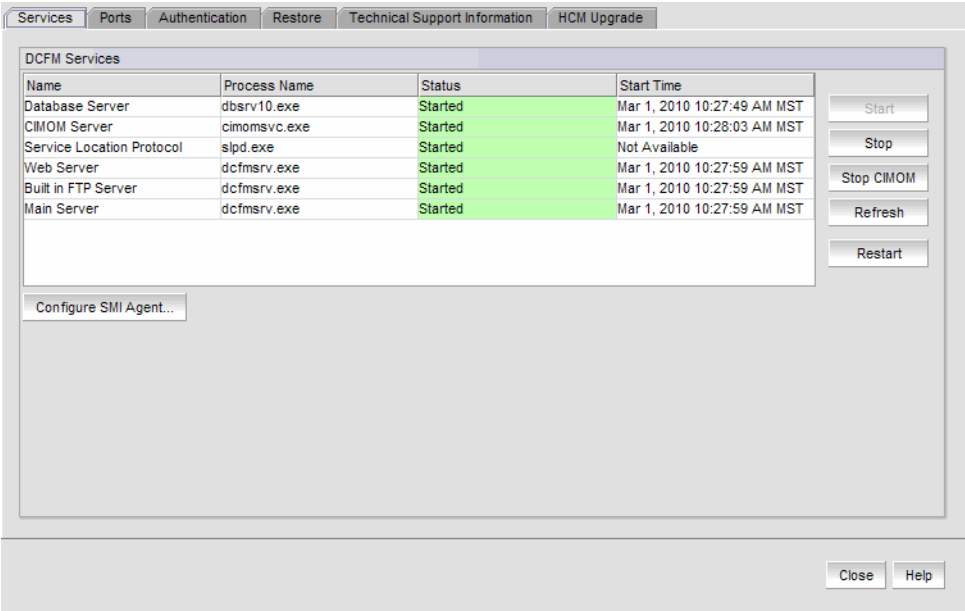 Services Ports Authentication Restore Technical Support Information HCM Upgrade
DCFM Services
Name Process Name Status Start Time
Database Server dbsrv10.exe Started Mar 1, 2010 10:27:49 AM MST
CIMOM Server cimomsvc.exe Started Mar 1, 2010 10:28:03 AM MST
Service Location Protocol slpd.exe Started Not Available
Web Server dcfmsrv.exe Started Mar 1, 2010 10:27:59 AM MST
Built in FTP Server dcfmsrv.exe Started Mar 1, 2010 10:27:59 AM MST
Main Server dcfmsrv.exe Started Mar 1, 2010 10:27:59 AM MST
Start
Stop
Stop CIMOM
Refresh
Restart
Configure SMI Agent...
Close Help